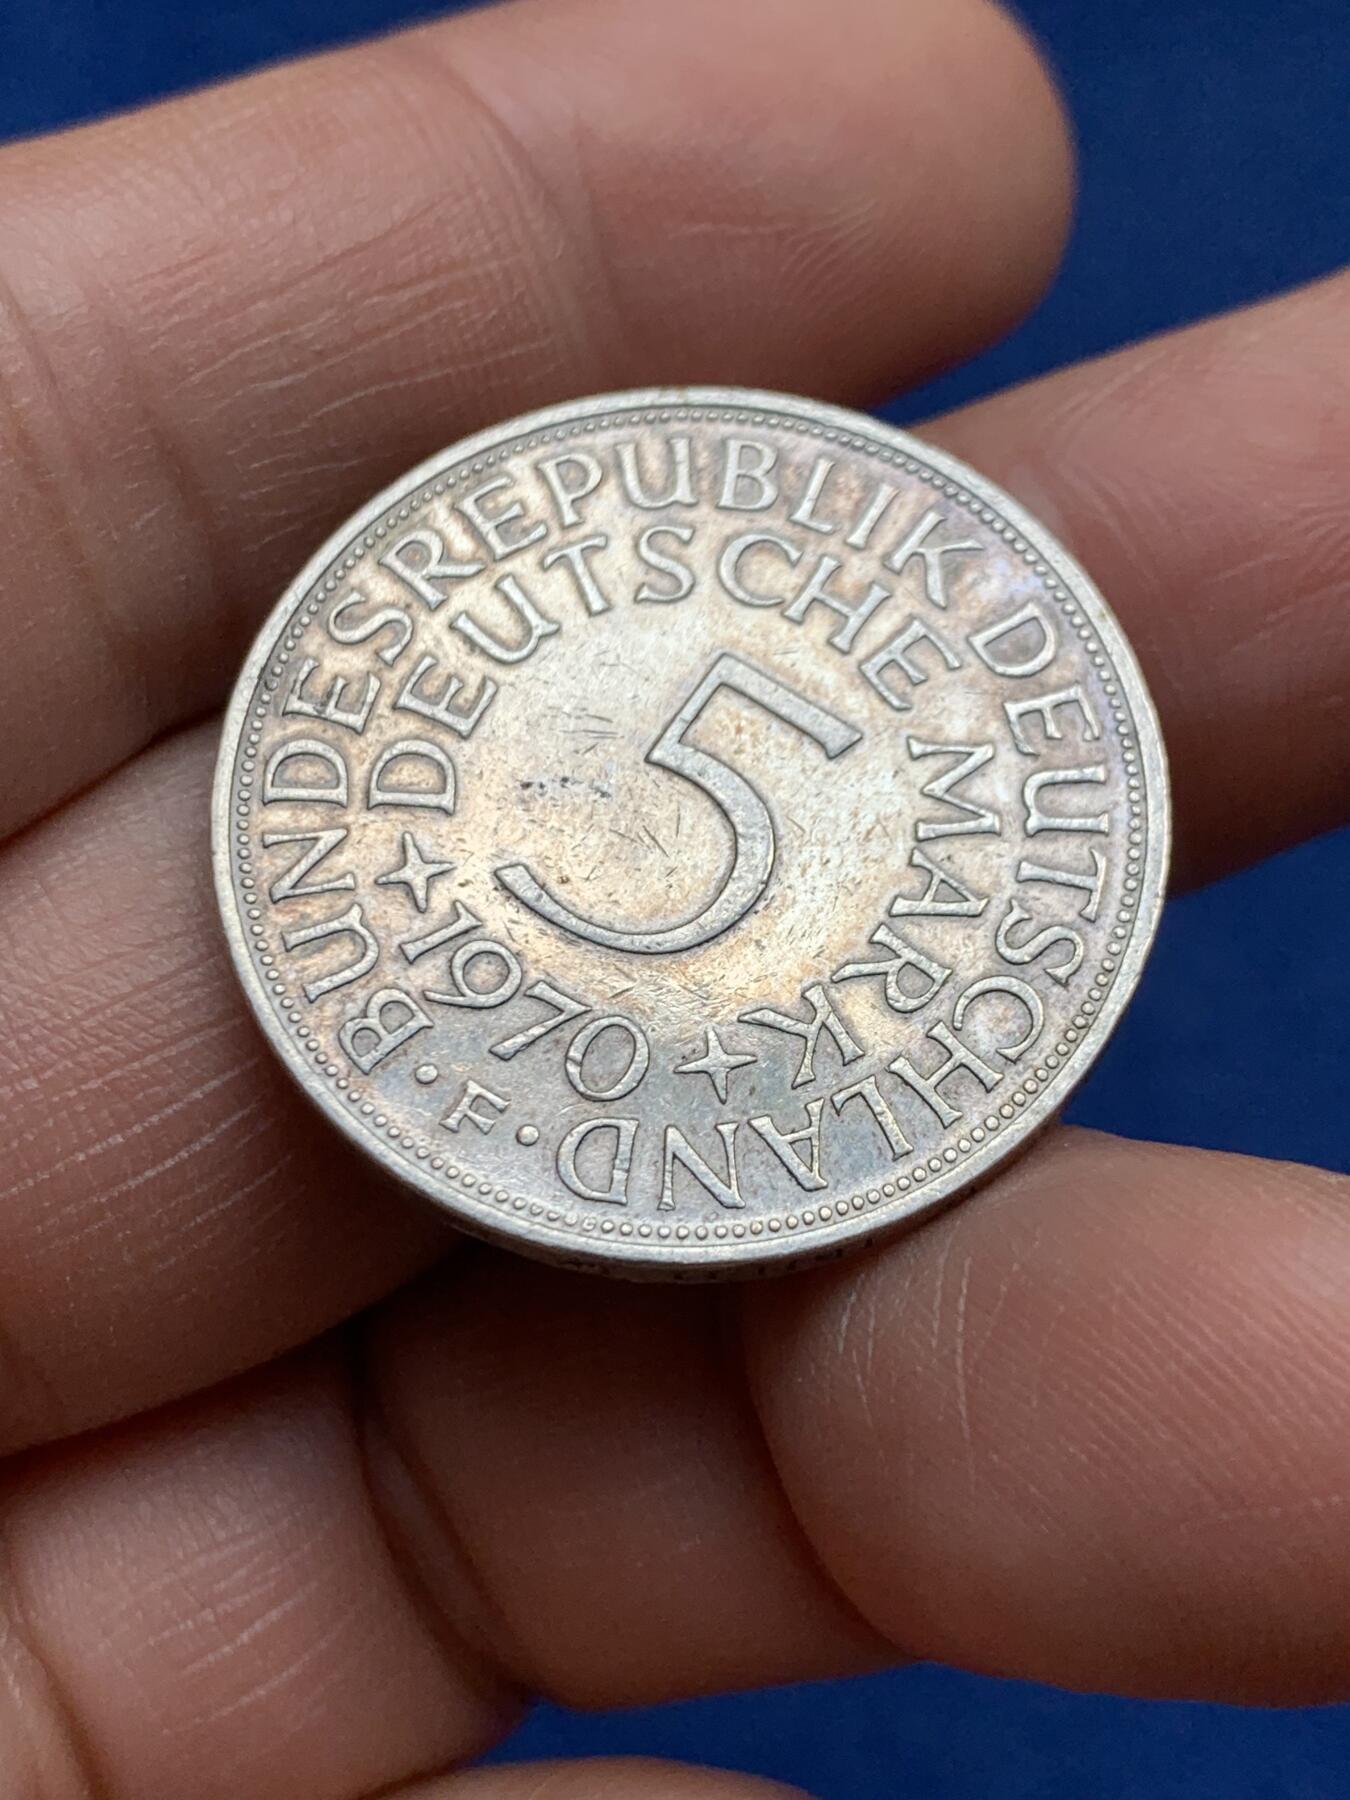 BUNDESREPUBLIK DEUTSCHLAND
· F ·
DEUTSCHE MARK
5
1970